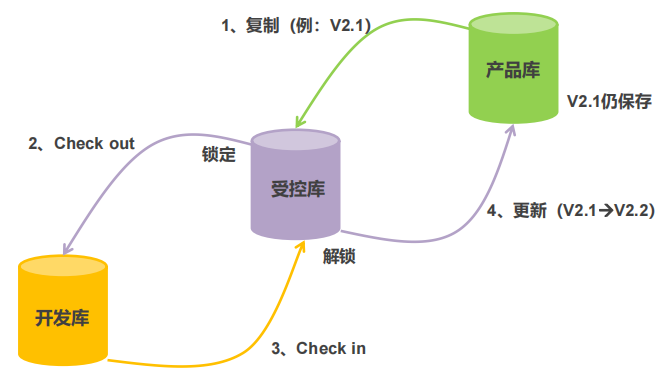 1、复制（例：V2.1）
产品库
V2.1仍保存
2、Check out
锁定
受控库
4、更新（V2.1→V2.2）
解锁
开发库
3、Check in